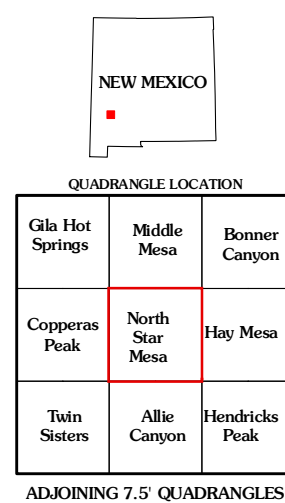 NEW MEXICO
QUADRANGLE LOCATION
Gila Hot
Springs
Middle
Mesa
Bonner
Canyon
Copperas
Peak
North
Star
Mesa
Hay Mesa
Twin
Sisters
Allie
Canyon
Hendricks
Peak
ADJOINING 7.5' QUADRANGLES